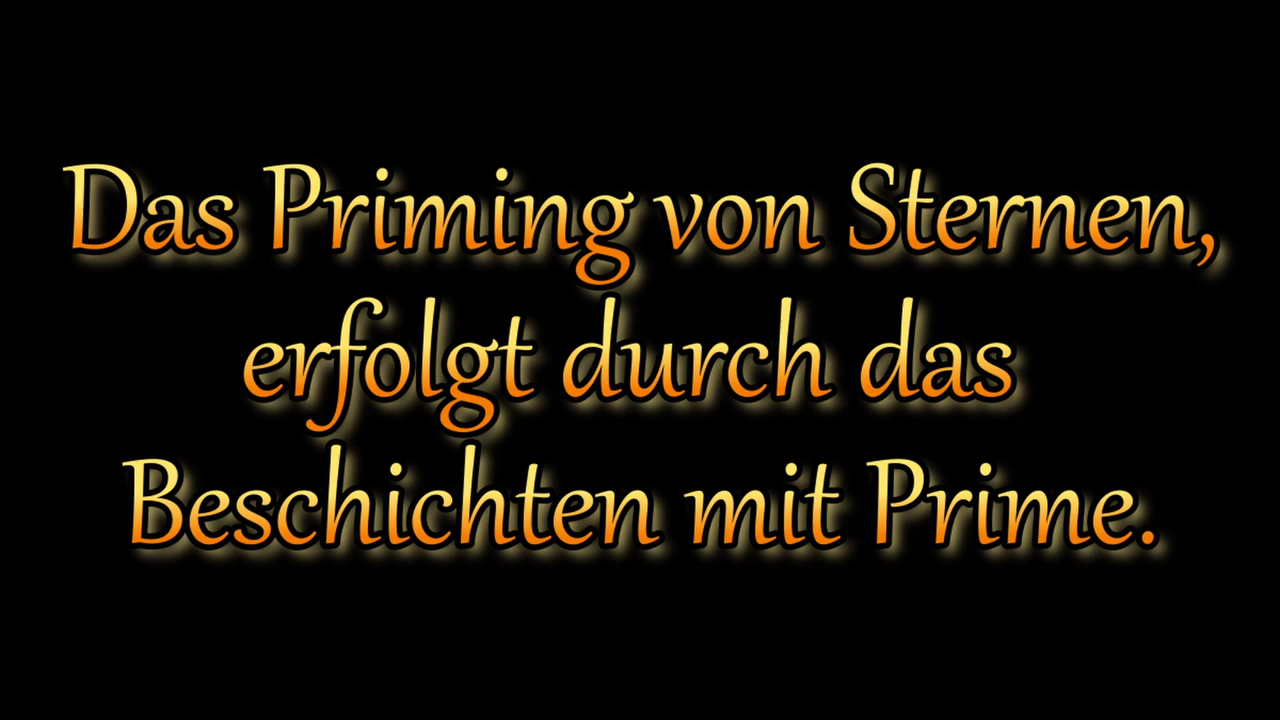 Das Priming von Sternen,
erfolgt durch das
Beschichten mit Prime.